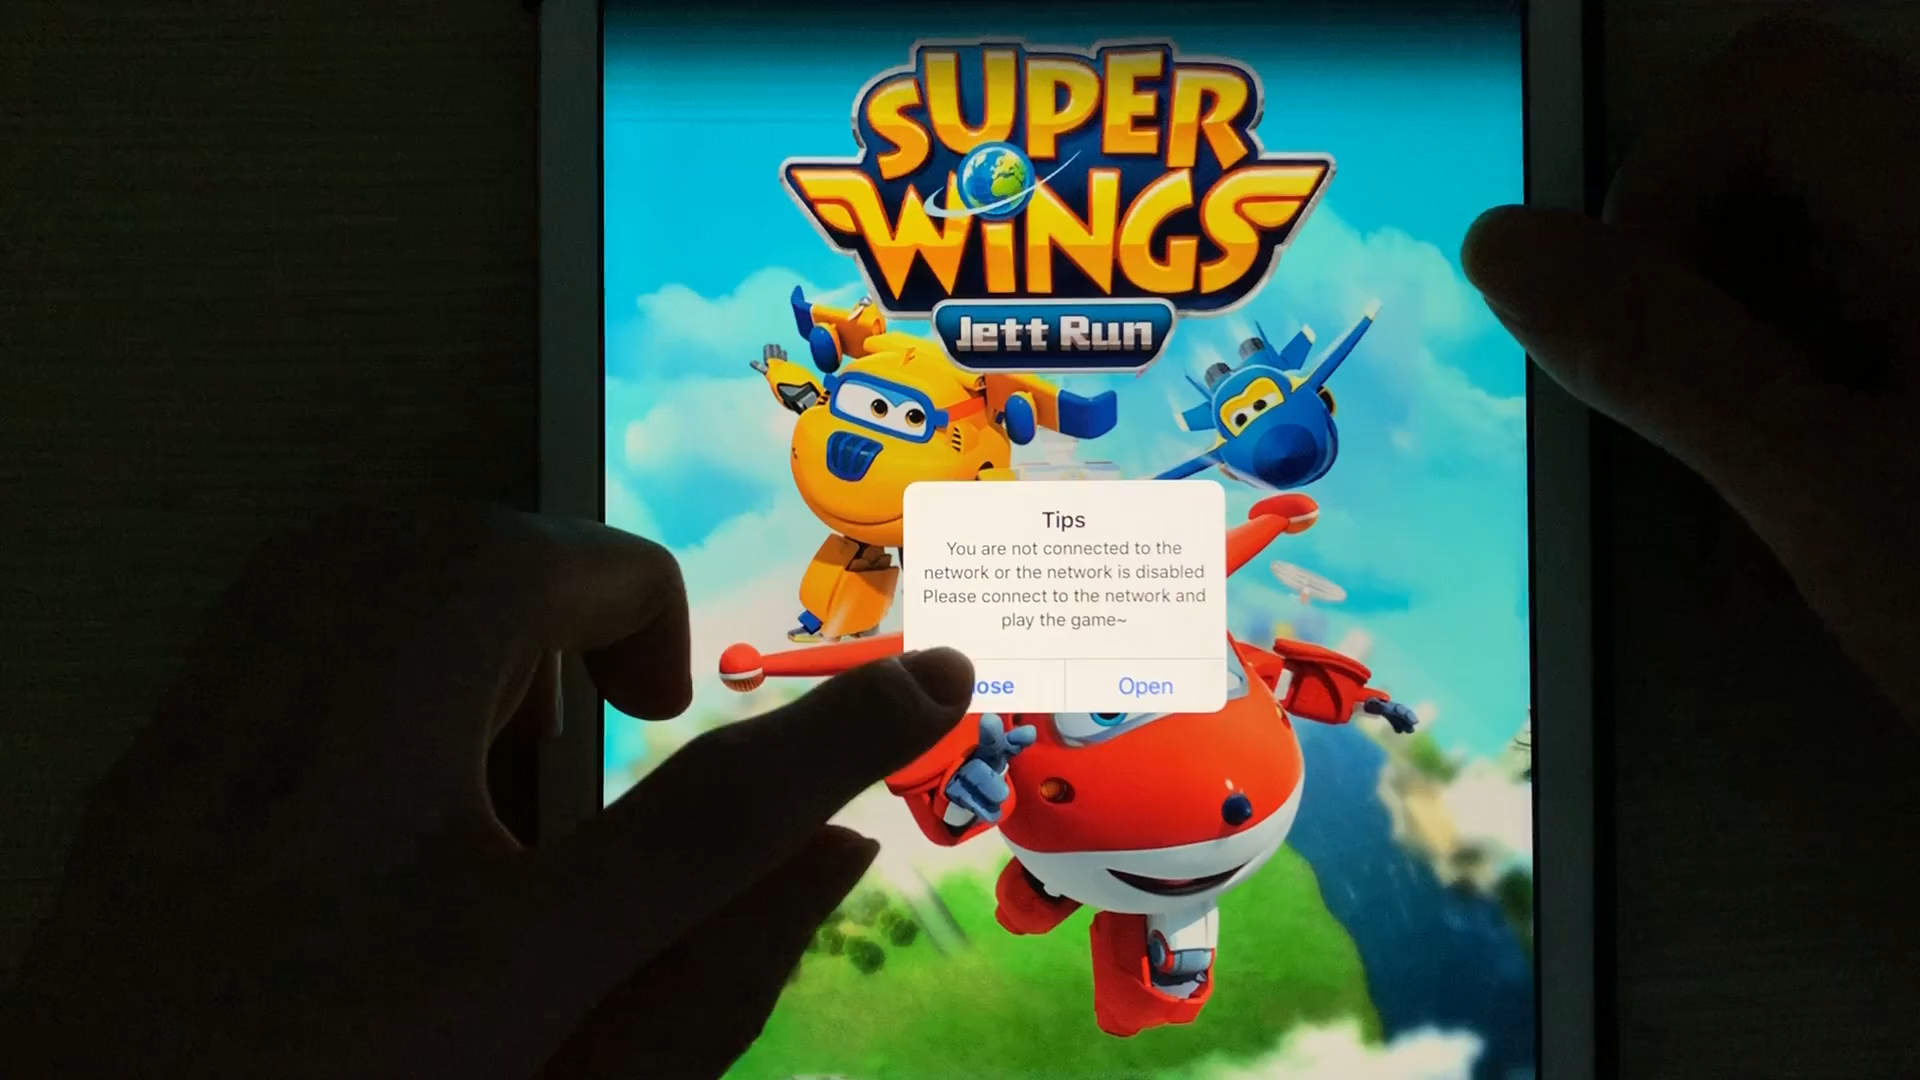 SUPER
WINGS
Jett Run
Tips
You are not connected to the
network or the network is disabled
Please connect to the network and
play the game~
Open